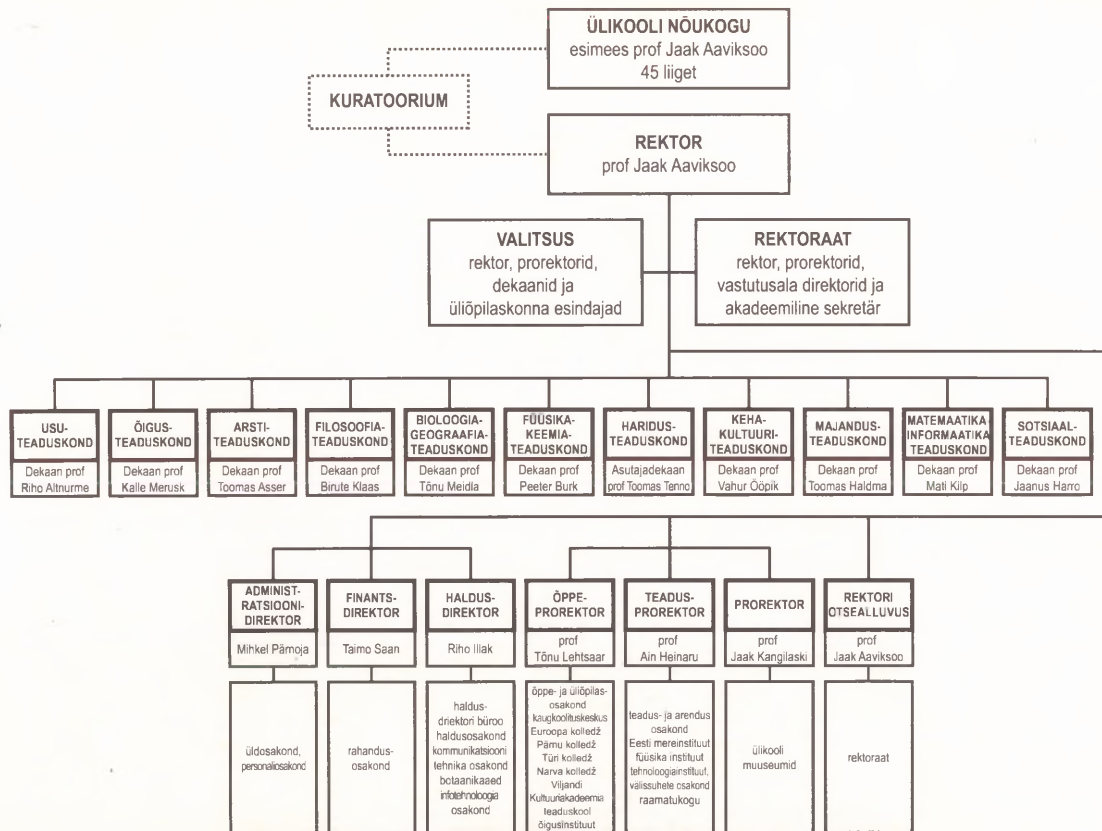 ÜLIKOOLI NÕUKOGU
esimees prof Jaak Aaviksoo
45 liiget
KURATOORIUM
REKTOR
prof Jaak Aaviksoo
VALITSUS
rektor, prorektorid,
dekaanid ja
üliõpilaskonna esindajad
REKTORAAT
rektor, prorektorid,
vastutusala direktorid ja
akadeemiline sekretär
USU-
TEADUSKOND
Dekaan prof
Riho Altnurme
ÕIGUS-
TEADUSKOND
Dekaan prof
Kalle Merusk
ARSTI-
TEADUSKOND
Dekaan prof
Toomas Asser
FILOSOOFIA-
TEADUSKOND
Dekaan prof
Birute Klaas
BIOLOOGIA-
GEOGRAAFIA-
TEADUSKOND
Dekaan prof
Tõnu Meidla
FÜÜSIKA-
KEEMIA-
TEADUSKOND
Dekaan prof
Peeter Burk
HARIDUS-
TEADUSKOND
Asutajadekaan
prof Toomas Tenno
KEHA-
KULTUURI-
TEADUSKOND
Dekaan prof
Vahur Ööpik
MAJANDUS-
TEADUSKOND
Dekaan prof
Toomas Haldma
MATEMAATIKA-
INFORMAATIKA
TEADUSKOND
Dekaan prof
Mati Kilp
SOTSIAAL-
TEADUSKOND
Dekaan prof
Jaanus Harro
ADMINIST-
RATSIOONI-
DIREKTOR
Mihkel Pärnoja
üldosakond,
personaliosakond
FINANTS-
DIREKTOR
Taimo Saan
rahandus-
osakond
HALDUS-
DIREKTOR
Riho Illak
haldus-
driektori büroo
haldusosakond
kommunikatsiooni
tehnika osakond
botaanikaaed
infotehnoloogia
osakond
ÕPPE-
PROREKTOR
prof
Tõnu Lehtsaar
õppe- ja üliõpilas-
osakond
kaugkoolituskeskus
Euroopa kolledž
Pärnu kolledž
Türi kolledž
Narva kolledž
Viljandi
Kultuuriakadeemia
teaduskool
õigusinstituut
TEADUS-
PROREKTOR
prof
Ain Heinaru
teadus- ja arendus
osakond
Eesti mereinstituut
füüsika instituut
tehnoloogiainstituut,
välissuhete osakond
raamatukogu
PROREKTOR
prof
Jaak Kangilaski
ülikooli
muuseumid
REKTORI
OTSEALLUVUS
prof
Jaak Aaviksoo
rektoraat